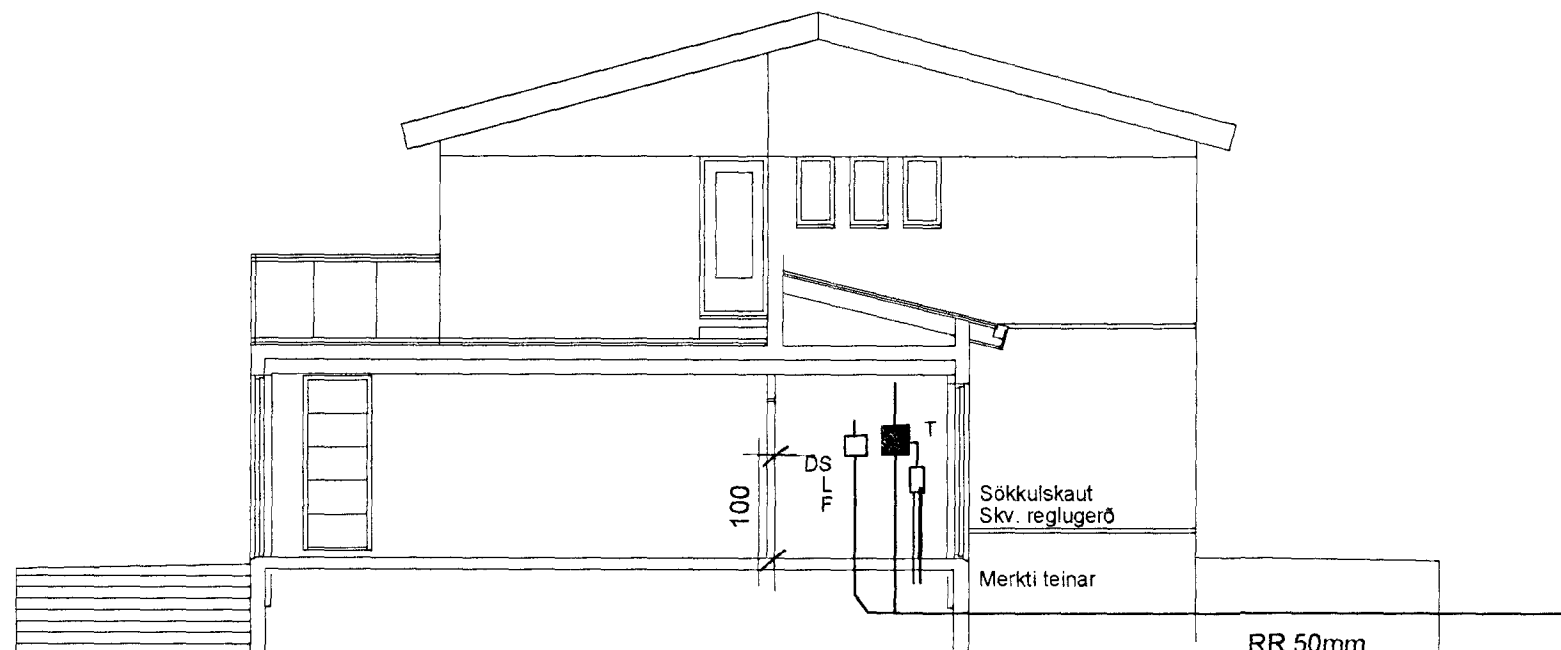 T
DS
L
F
100
Sökkulskaut
Skv. reglugerð
Merkti teinar
RR 50mm